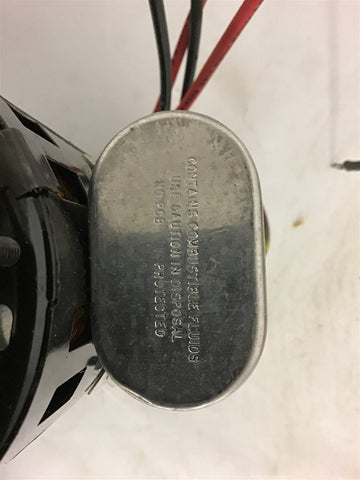 CONTAINS COMBUSTIBLE FLUIDS
USE CAUTION IN DISPOSAL
NO PCB PROTECTED